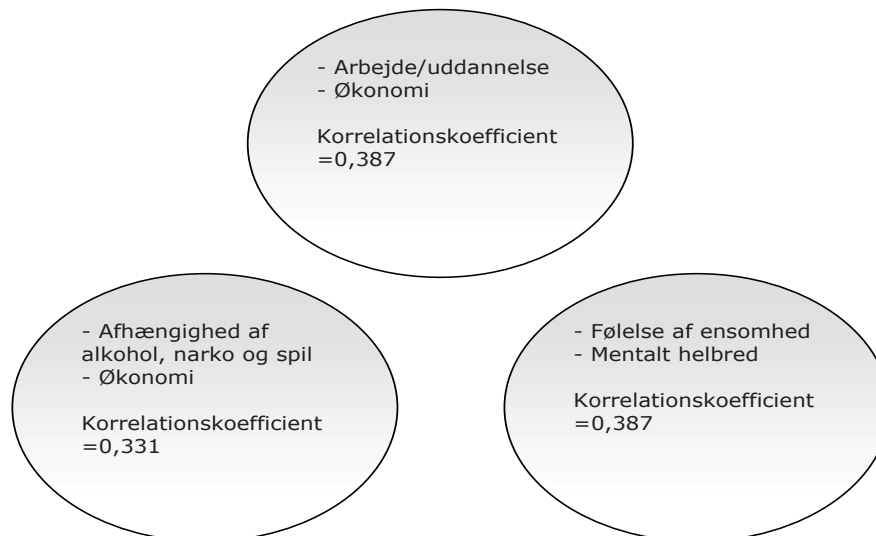 - Arbejde/uddannelse
- Økonomi
Korrelationskoefficient
=0,387
- Afhængighed af
alkohol, narko og spil
- Økonomi
Korrelationskoefficient
=0,331
- Følelse af ensomhed
- Mentalt helbred
Korrelationskoefficient
=0,387